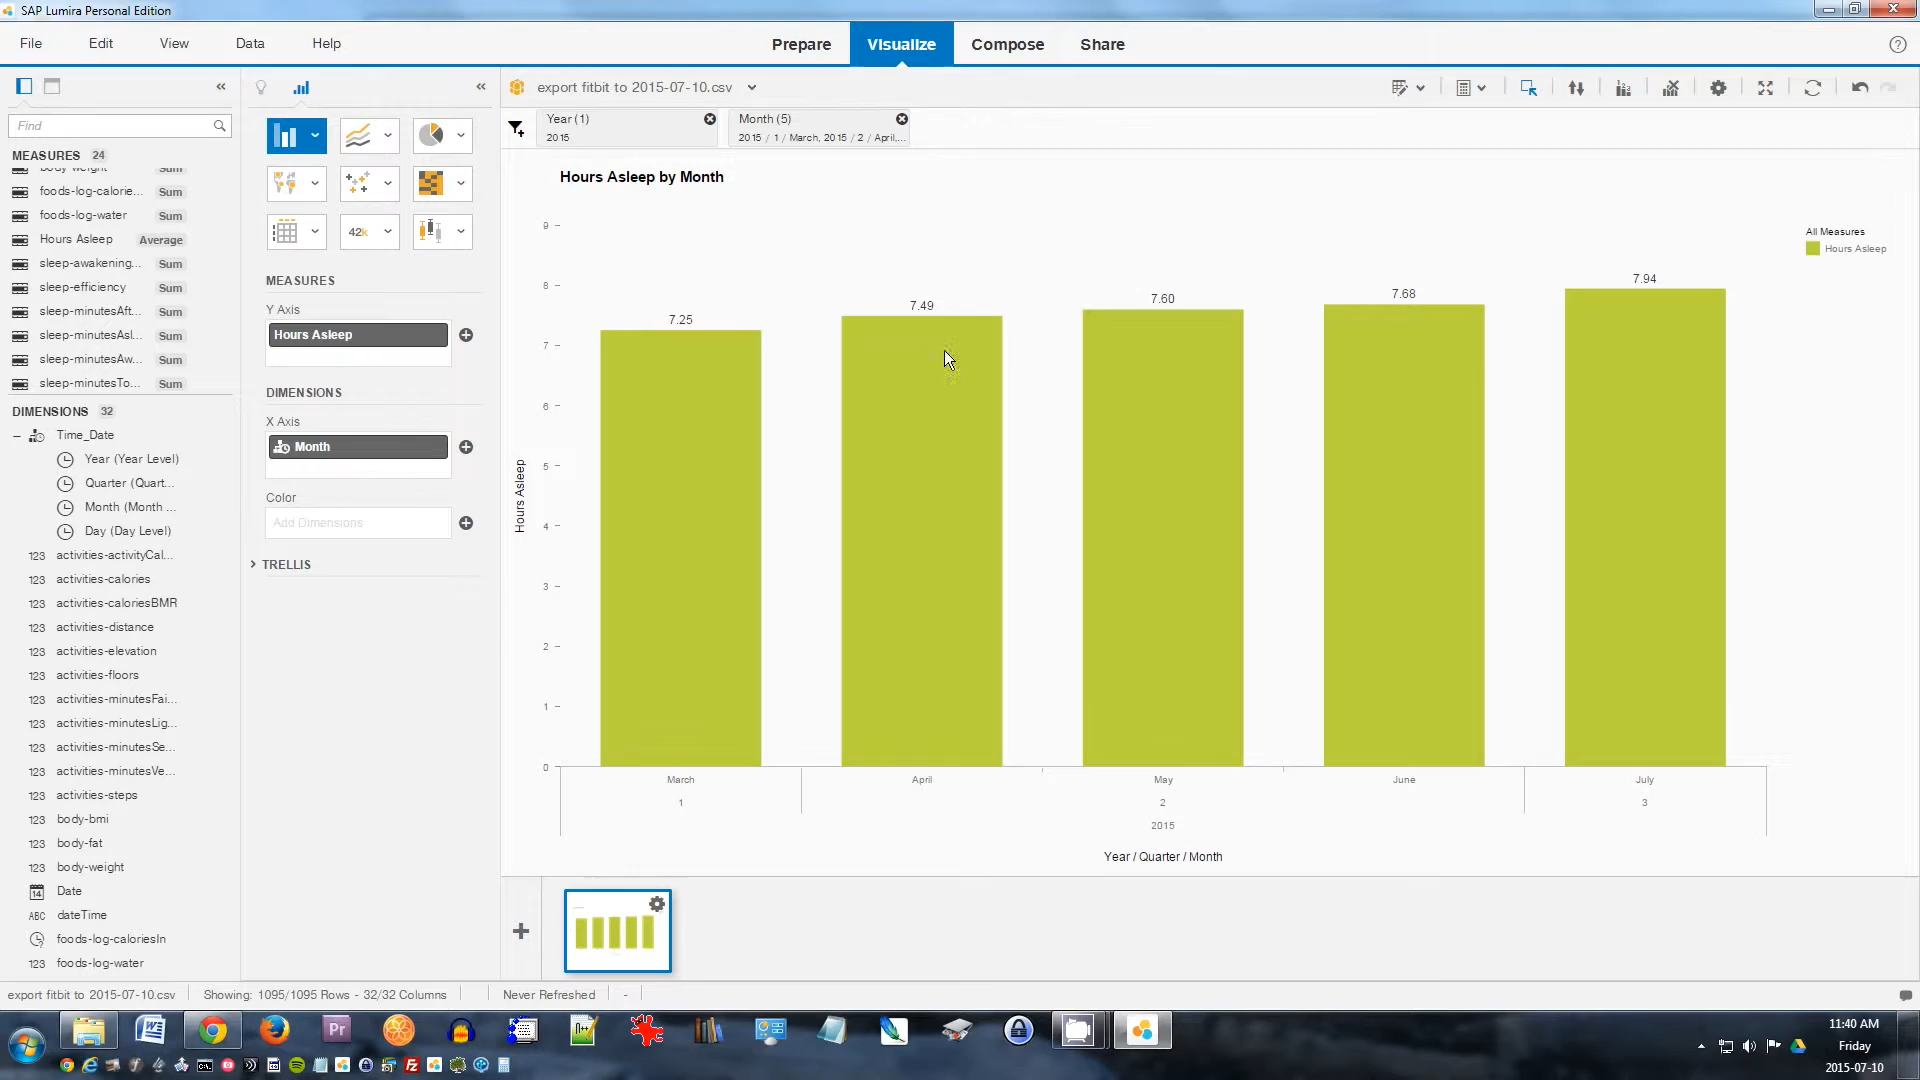 SAP Lumira Personal Edition
File Edit View Data Help
Prepare Visualize Compose Share
export fitbit to 2015-07-10.csv
Find
Year (1)
2015
Month (5)
2015 / 1 / March, 2015 / 2 / April,...
MEASURES 24
body-weight Sum
foods-log-calorie... Sum
foods-log-water Sum
Hours Asleep Average
sleep-awakening... Sum
sleep-efficiency Sum
sleep-minutesAft... Sum
sleep-minutesAsl... Sum
sleep-minutesAw... Sum
sleep-minutesTo... Sum
DIMENSIONS 32
Time_Date
Year (Year Level)
Quarter (Quart...
Month (Month ...
Day (Day Level)
123 activities-activityCal...
123 activities-calories
123 activities-caloriesBMR
123 activities-distance
123 activities-elevation
123 activities-floors
123 activities-minutesFai...
123 activities-minutesLig...
123 activities-minutesSe...
123 activities-minutesVe...
123 activities-steps
123 body-bmi
123 body-fat
123 body-weight
14 Date
ABC dateTime
foods-log-caloriesIn
123 foods-log-water
42k
MEASURES
Y Axis
Hours Asleep
DIMENSIONS
X Axis
Month
Color
Add Dimensions
TRELLIS
Hours Asleep by Month
All Measures
Hours Asleep
Hours Asleep
9
8
7
6
5
4
3
2
1
0
7.25 7.49 7.60 7.68 7.94
March April May June July
1 2 3
2015
Year / Quarter / Month
export fitbit to 2015-07-10.csv Showing: 1095/1095 Rows - 32/32 Columns Never Refreshed -
Pr
11:40 AM
Friday
2015-07-10